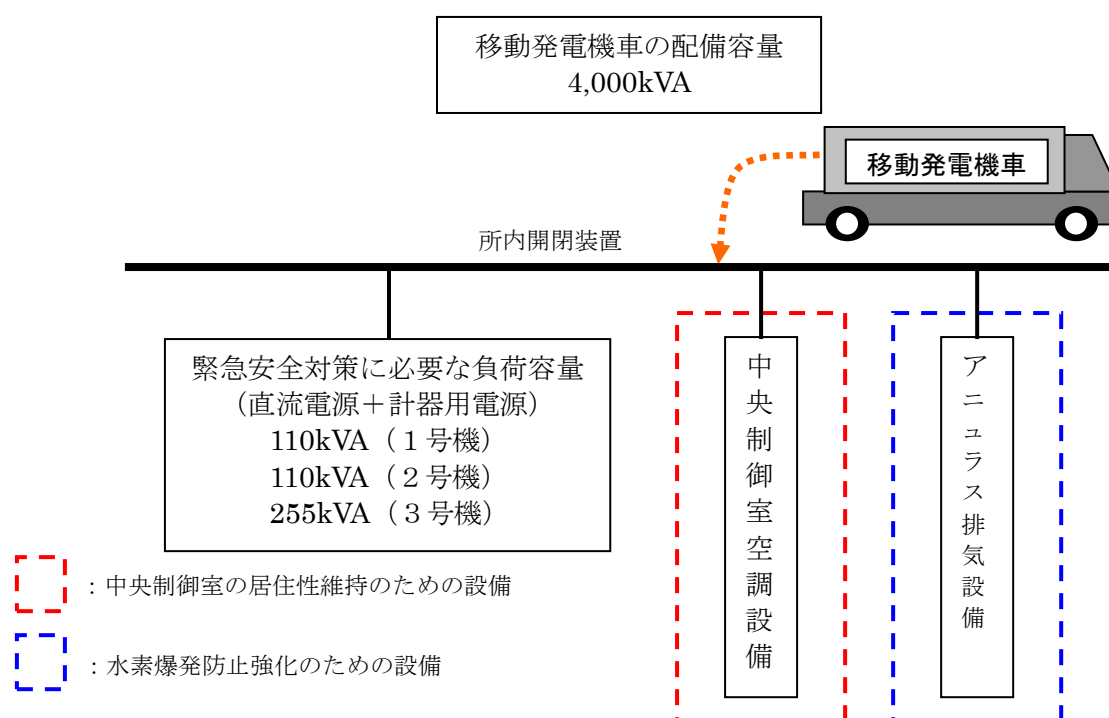 移動発電機車の配備容量
4,000kVA
移動発電機車
所内開閉装置
緊急安全対策に必要な負荷容量
（直流電源＋計器用電源）
110kVA（１号機）
110kVA（２号機）
255kVA（３号機）
中央制御室空調設備
アニュラス排気設備
：中央制御室の居住性維持のための設備
：水素爆発防止強化のための設備